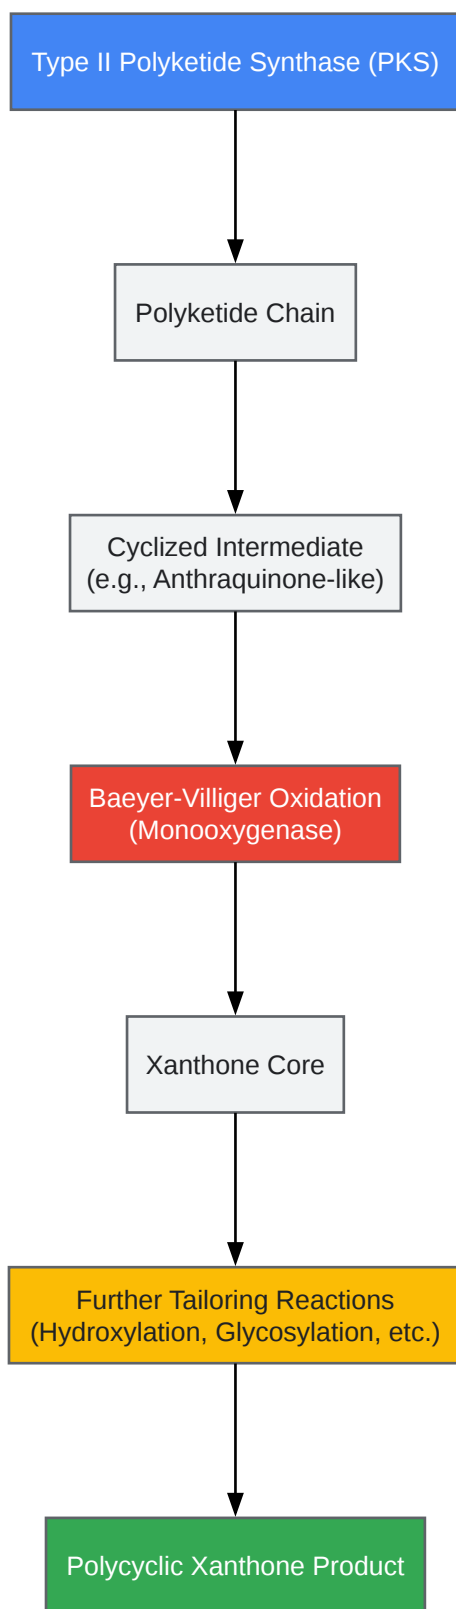 Type II Polyketide Synthase (PKS)
Polyketide Chain
Cyclized Intermediate
(e.g., Anthraquinone-like)
Baeyer-Villiger Oxidation
(Monooxygenase)
Xanthone Core
Further Tailoring Reactions
(Hydroxylation, Glycosylation, etc.)
Polycyclic Xanthone Product